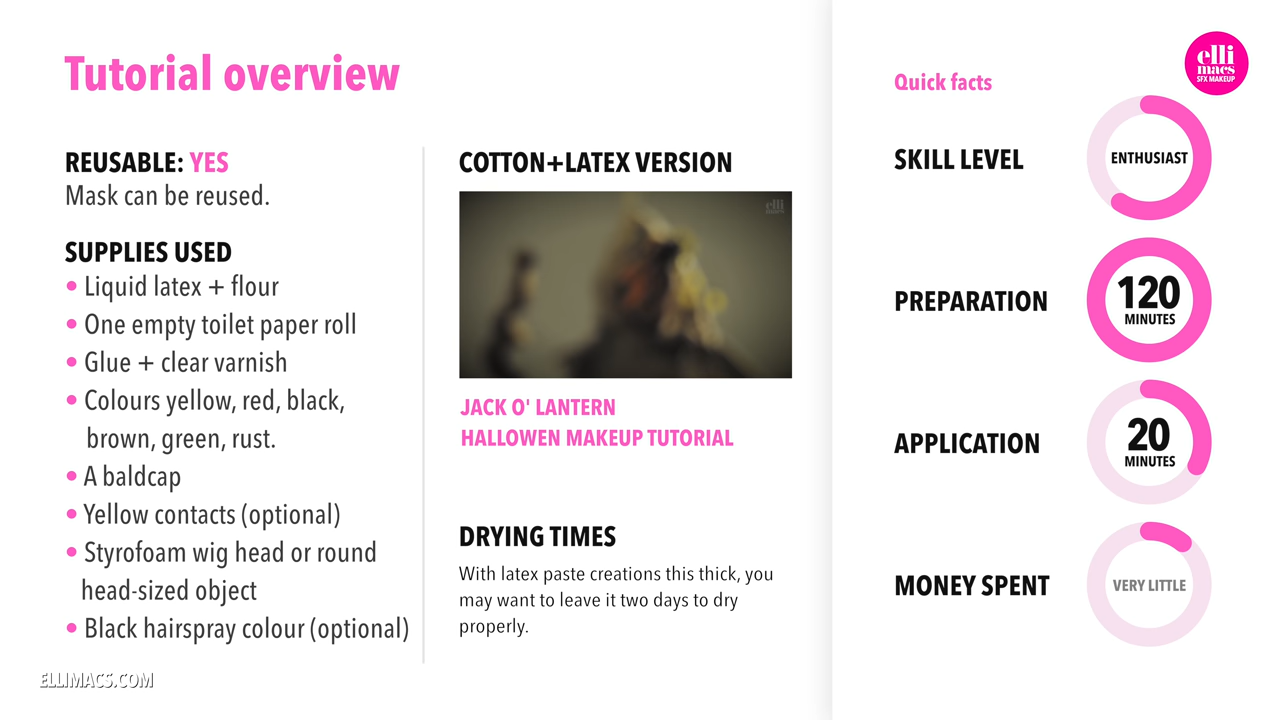 Tutorial overview
REUSABLE: YES
Mask can be reused.
SUPPLIES USED
• Liquid latex + flour
• One empty toilet paper roll
• Glue + clear varnish
• Colours yellow, red, black,
brown, green, rust.
• A baldcap
• Yellow contacts (optional)
• Styrofoam wig head or round
head-sized object
• Black hairspray colour (optional)
ELLIMACS.COM
COTTON+LATEX VERSION
elli
macs
JACK O' LANTERN
HALLOWEN MAKEUP TUTORIAL
DRYING TIMES
With latex paste creations this thick, you
may want to leave it two days to dry
properly.
elli
macs
SFX MAKEUP
Quick facts
SKILL LEVEL
ENTHUSIAST
PREPARATION
120
MINUTES
APPLICATION
20
MINUTES
MONEY SPENT
VERY LITTLE